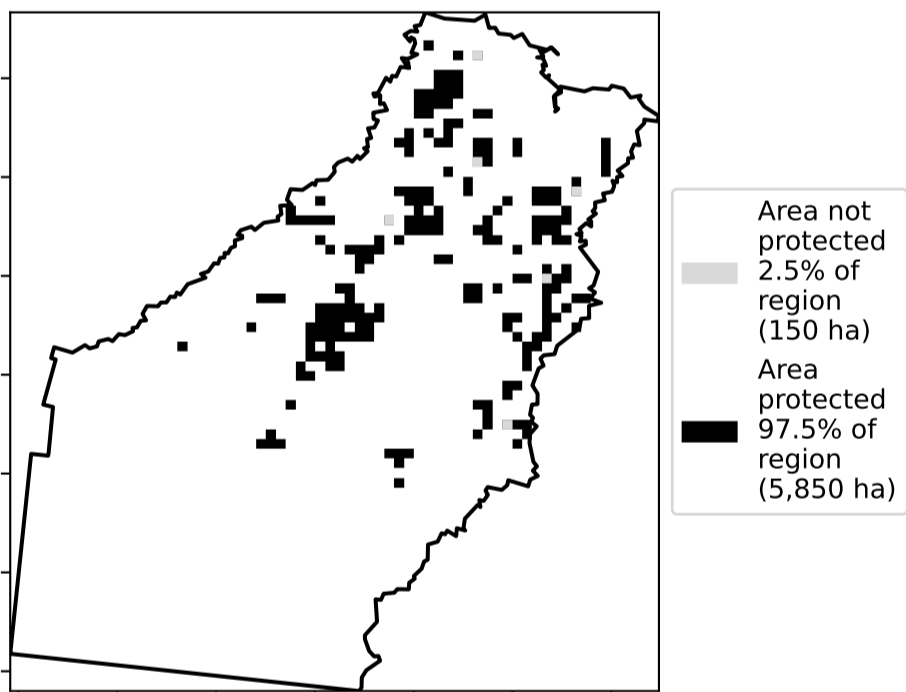 Area not
protected
2.5% of
region
(150 ha)
Area
protected
97.5% of
region
(5,850 ha)